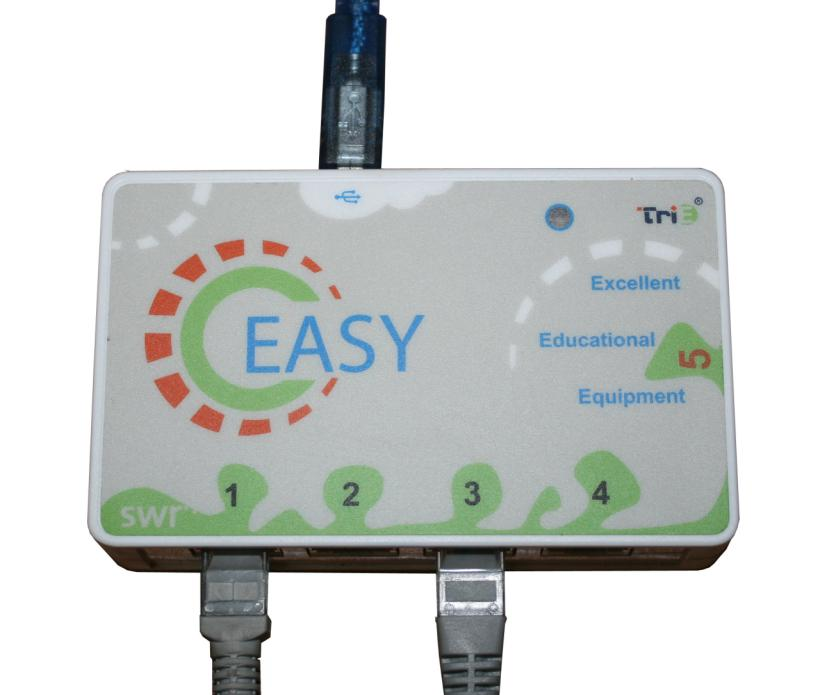 Tri3®
Excellent
EASY
Educational
5
Equipment
1
2
3
4
swr